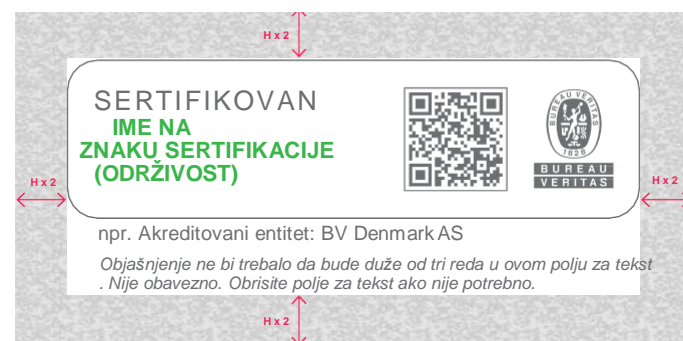 H x 2
SERTIFIKOVAN
IME NA
ZNAKU SERTIFIKACIJE
(ODRŽIVOST)
BUREAU VERITAS
1828
BUREAU
VERITAS
H x 2
H x 2
npr. Akreditovani entitet: BV Denmark AS
Objašnjenje ne bi trebalo da bude duže od tri reda u ovom polju za tekst
. Nije obavezno. Obrisite polje za tekst ako nije potrebno.
H x 2